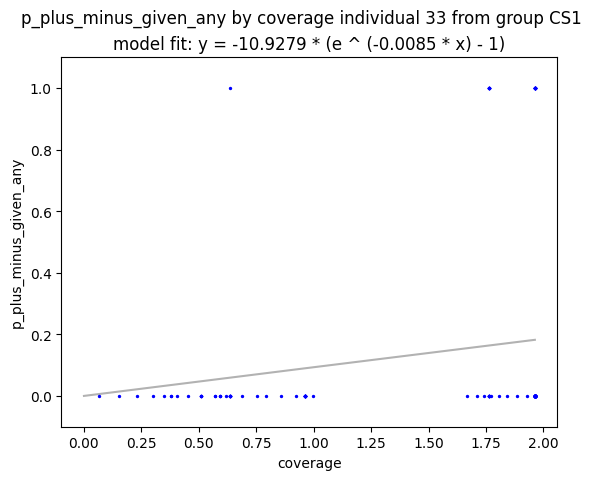 p_plus_minus_given_any by coverage individual 33 from group CS1
model fit: y = -10.9279 * (e ^ (-0.0085 * x) - 1)
1.0
0.8
0.6
0.4
0.2
0.0
p_plus_minus_given_any
0.00 0.25 0.50 0.75 1.00 1.25 1.50 1.75 2.00
coverage